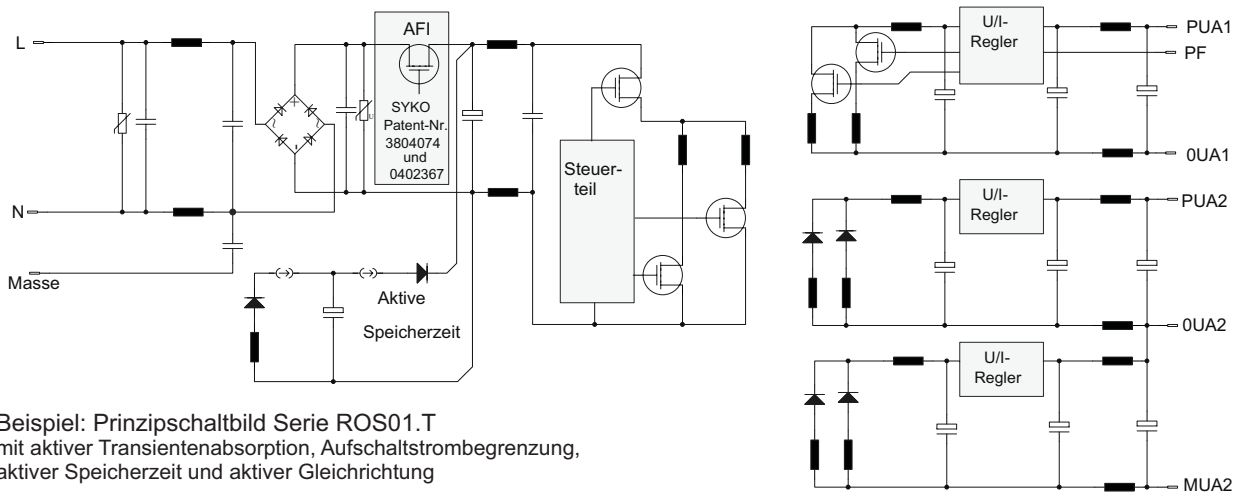 L
N
Masse
AFI
SYKO
Patent-Nr.
3804074
und
0402367
U
Aktive
Speicherzeit
Steuer-
teil
U/I-
Regler
PUA1
PF
0UA1
U/I-
Regler
PUA2
0UA2
U/I-
Regler
MUA2
Beispiel: Prinzipschaltbild Serie ROS01.T
mit aktiver Transientenabsorption, Aufschaltstrombegrenzung,
aktiver Speicherzeit und aktiver Gleichrichtung